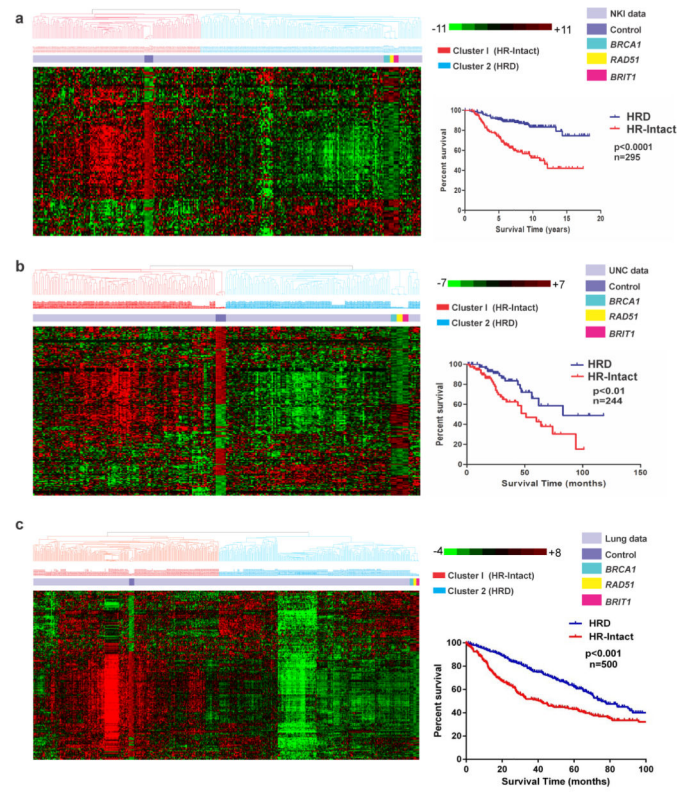 a
-11
+11
NKI data
Control
BRCA1
RAD51
BRIT1
Cluster I (HR-Intact)
Cluster 2 (HRD)
100
80
60
40
20
0
Percent survival
0
5
10
15
20
Survival Time (years)
HRD
HR-Intact
p<0.0001
n=295
b
-7
+7
UNC data
Control
BRCA1
RAD51
BRIT1
Cluster I (HR-Intact)
Cluster 2 (HRD)
100
80
60
40
20
0
Percent survival
0
50
100
150
Survival Time (months)
HRD
HR-Intact
p<0.01
n=244
c
-4
+8
Lung data
Control
BRCA1
RAD51
BRIT1
Cluster I (HR-Intact)
Cluster 2 (HRD)
100
80
60
40
20
0
Percent survival
0
20
40
60
80
100
Survival Time (months)
HRD
HR-Intact
p<0.001
n=500